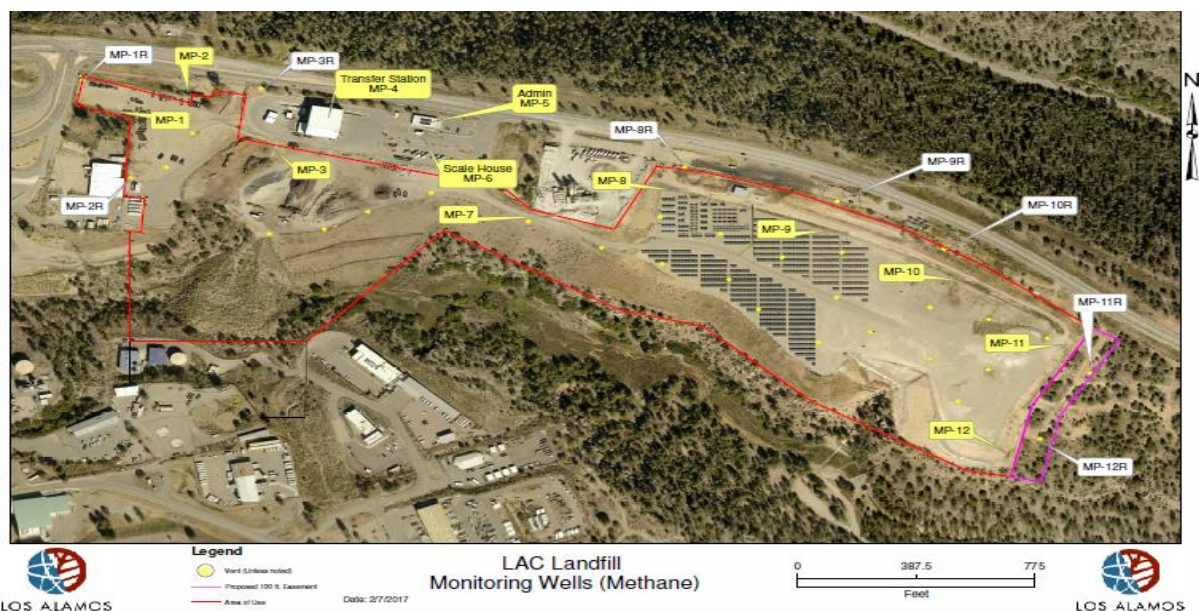 MP-1R
MP-2
MP-3R
Transfer Station
MP-4
Admin
MP-5
N
MP-1
MP-3
MP-8R
Scale House
MP-6
MP-8
MP-9R
MP-2R
MP-7
MP-9
MP-10R
MP-10
MP-11R
MP-11
MP-12
MP-12R
Legend
Vent (Unless noted)
Proposed 100 ft. Easement
Area of Use
Date: 2/7/2017
LAC Landfill
Monitoring Wells (Methane)
0 387.5 775
Feet
LOS ALAMOS
LOS ALAMOS